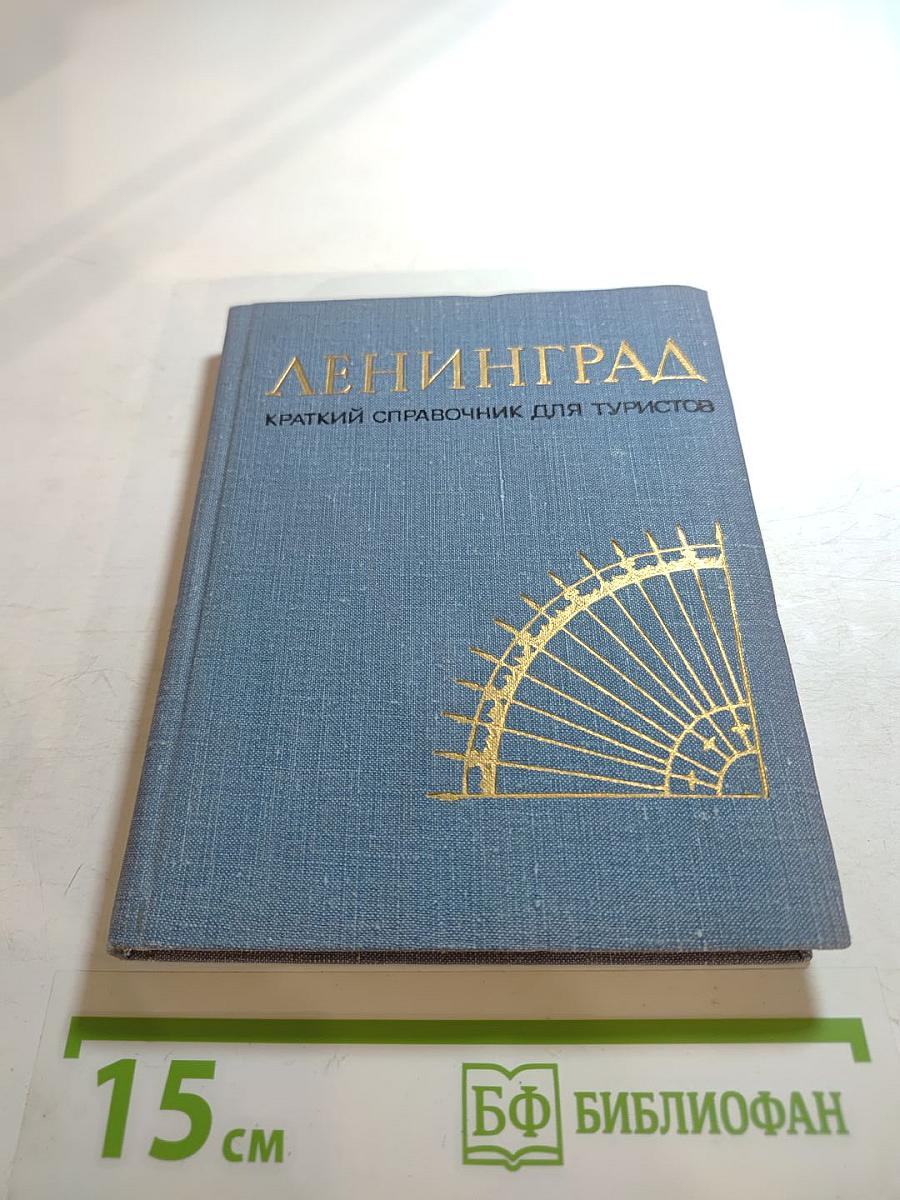 ЛЕНИНГРАД
КРАТКИЙ СПРАВОЧНИК ДЛЯ ТУРИСТОВ
15 см
БФ БИБЛИОФАН